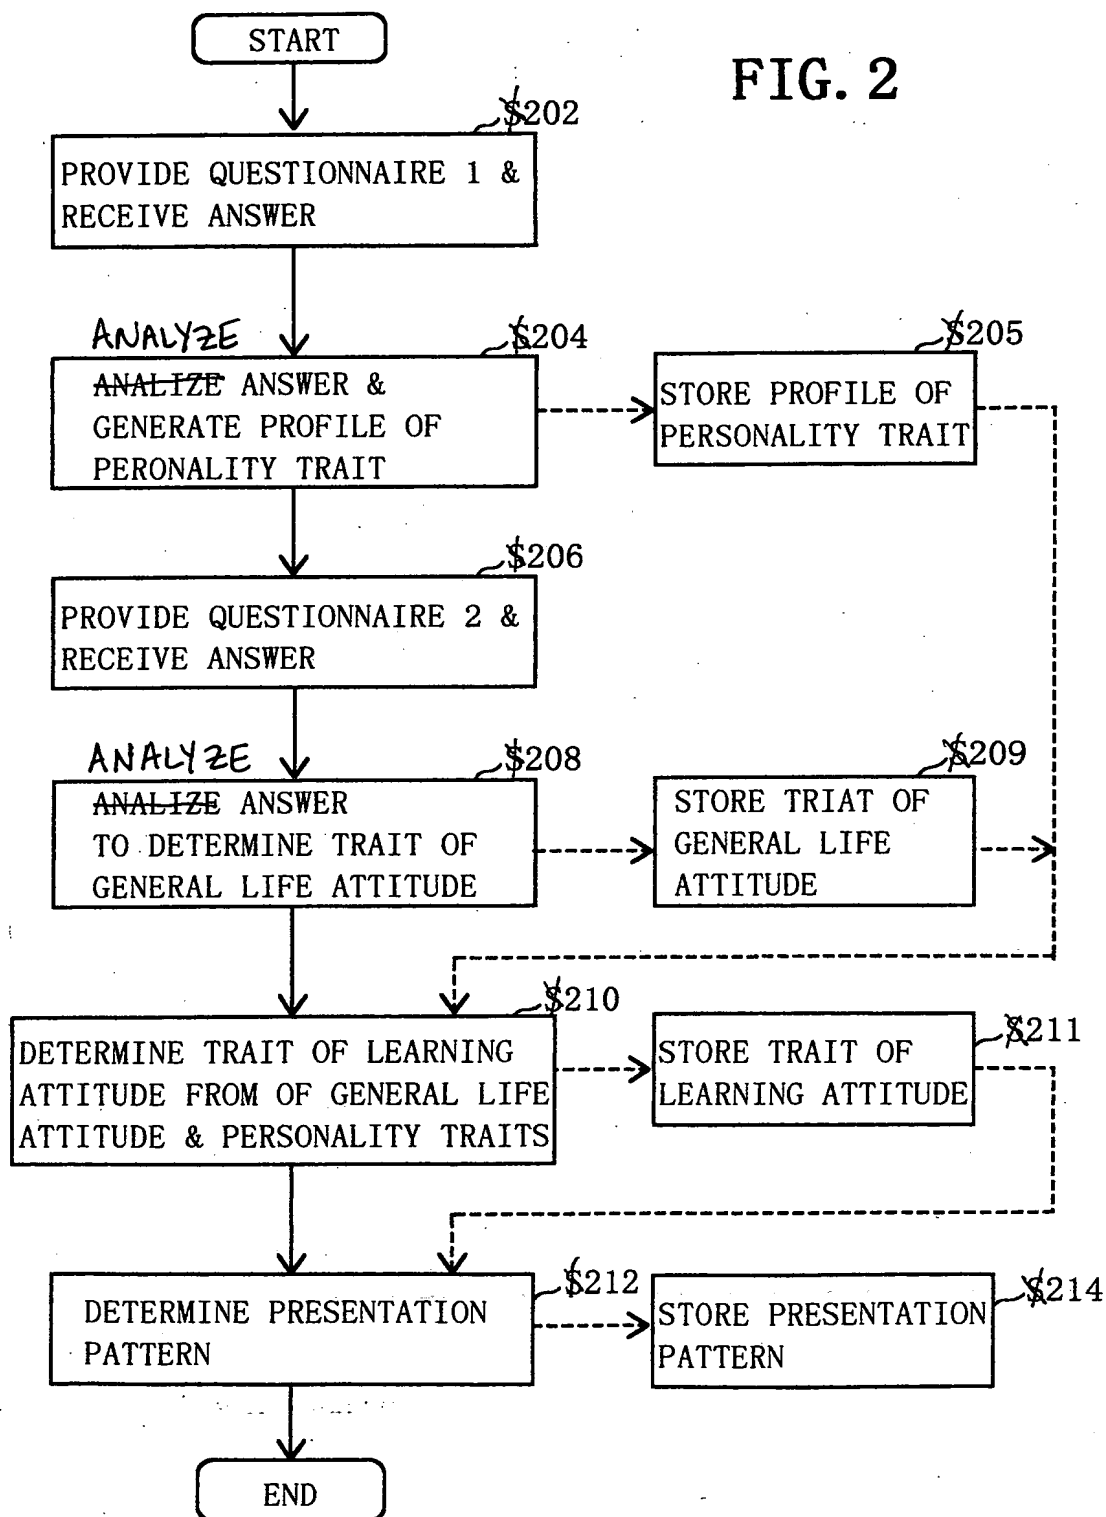 START
FIG. 2
S202
PROVIDE QUESTIONNAIRE 1 &
RECEIVE ANSWER
ANALYZE
S204
ANALIZE ANSWER &
GENERATE PROFILE OF
PERONALITY TRAIT
S205
STORE PROFILE OF
PERSONALITY TRAIT
S206
PROVIDE QUESTIONNAIRE 2 &
RECEIVE ANSWER
ANALYZE
S208
ANALIZE ANSWER
TO DETERMINE TRAIT OF
GENERAL LIFE ATTITUDE
S209
STORE TRIAT OF
GENERAL LIFE
ATTITUDE
S210
DETERMINE TRAIT OF LEARNING
ATTITUDE FROM OF GENERAL LIFE
ATTITUDE & PERSONALITY TRAITS
S211
STORE TRAIT OF
LEARNING ATTITUDE
S212
DETERMINE PRESENTATION
PATTERN
S214
STORE PRESENTATION
PATTERN
END